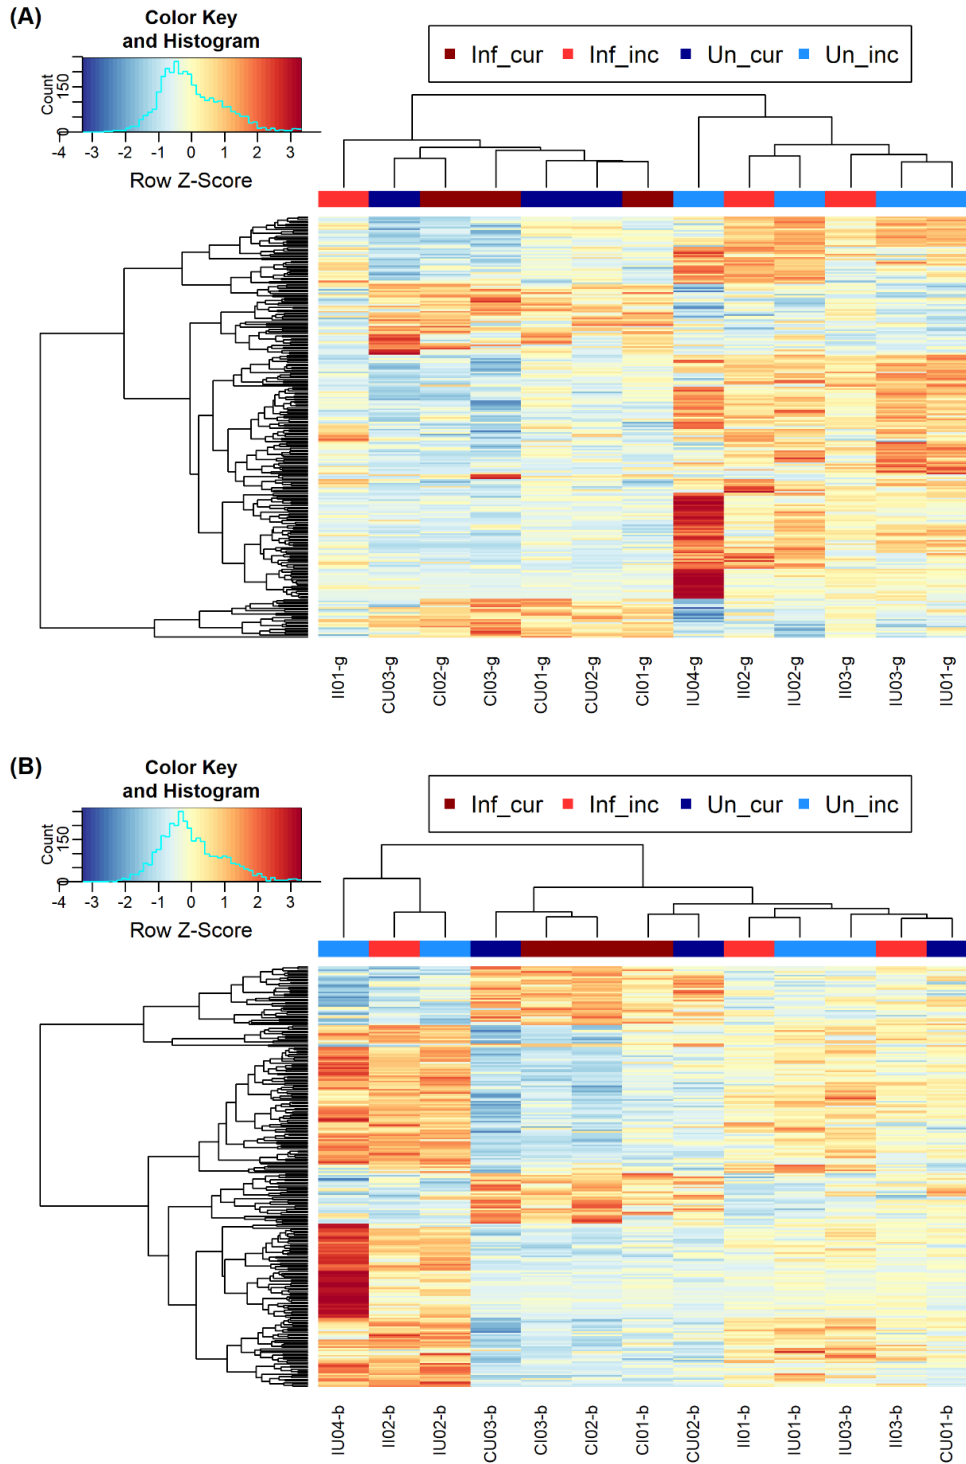 (A)
Color Key
and Histogram
Count
0 150
-4 -3 -2 -1 0 1 2 3
Row Z-Score
Inf_cur Inf_inc Un_cur Un_inc
II01-g CU03-g CI02-g CI03-g CU01-g CU02-g CI01-g IU04-g II02-g IU02-g II03-g IU03-g IU01-g
(B)
Color Key
and Histogram
Count
0 150
-4 -3 -2 -1 0 1 2 3
Row Z-Score
Inf_cur Inf_inc Un_cur Un_inc
IU04-b II02-b IU02-b CU03-b CI03-b CI02-b CI01-b CU02-b II01-b IU01-b IU03-b II03-b CU01-b